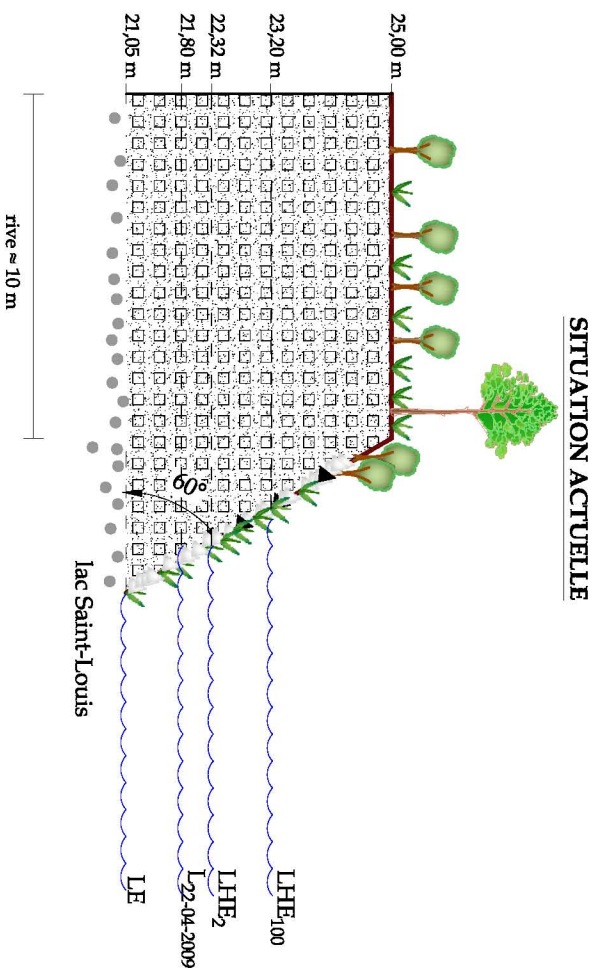 SITUATION ACTUELLE
25,00 m
23,20 m
22,32 m
21,80 m
21,05 m
LHE100
LHE2
L22-04-2009
LE
60°
lac Saint-Louis
rive ≈ 10 m